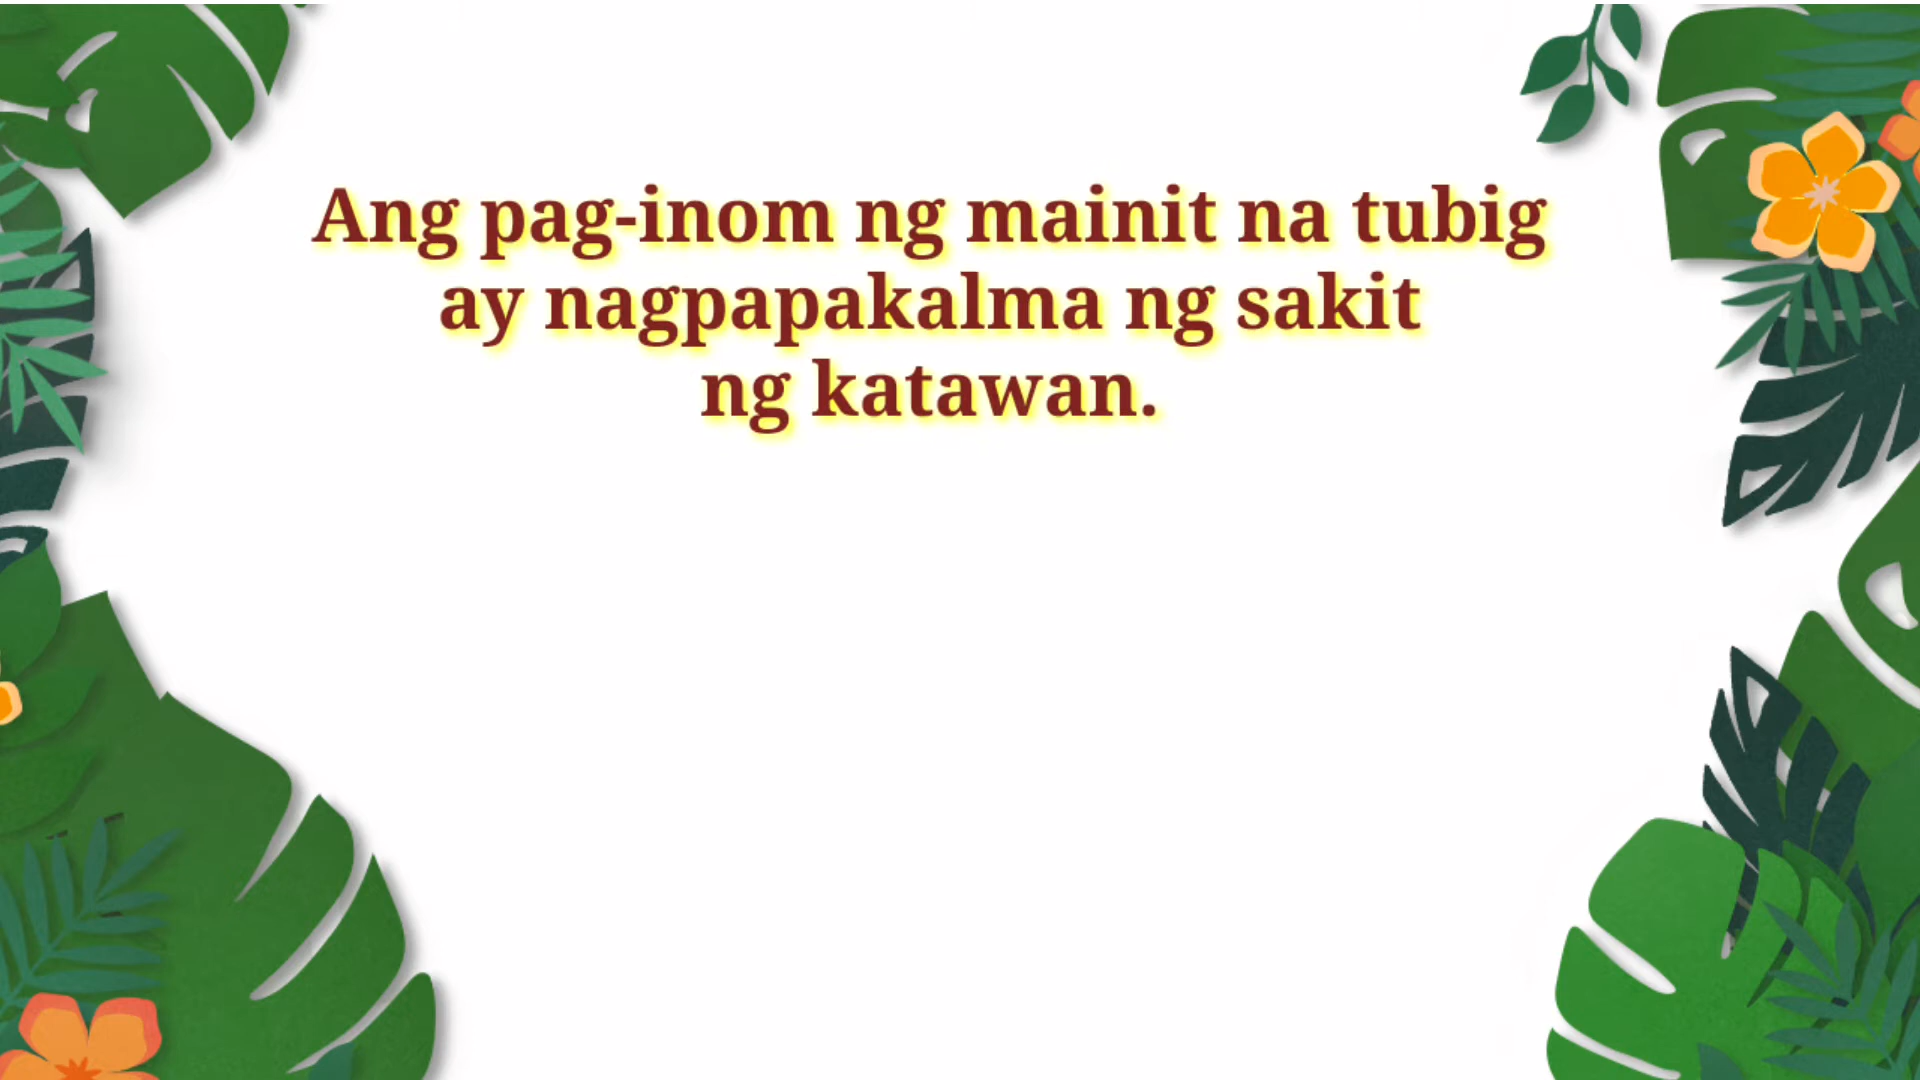 Ang pag-inom ng mainit na tubig
ay nagpapakalma ng sakit
ng katawan.